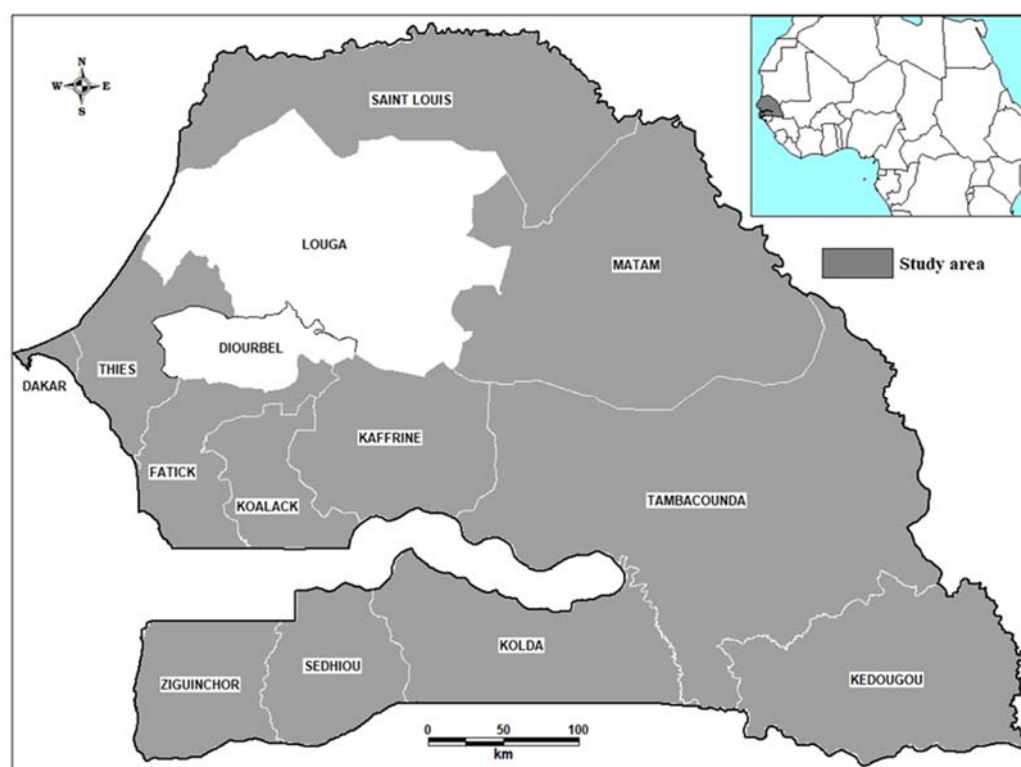 N
W E
S
SAINT LOUIS
LOUGA
MATAM
Study area
DIOURBEL
THIES
DAKAR
KAFFRINE
FATICK
KOALACK
TAMBACOUNDA
KOLDA
SEDHIOU
ZIGUINCHOR
KEDOUGOU
0 50 100
km